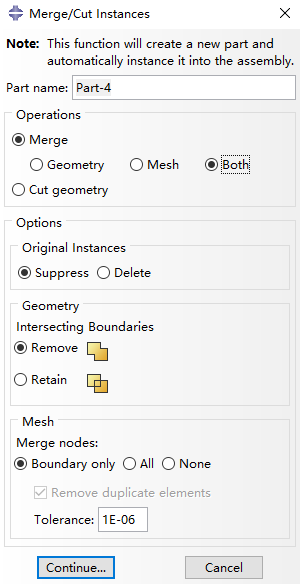 Merge/Cut Instances
Note: This function will create a new part and
automatically instance it into the assembly.
Part name: Part-4
Operations
Merge
Geometry Mesh Both
Cut geometry
Options
Original Instances
Suppress Delete
Geometry
Intersecting Boundaries
Remove
Retain
Mesh
Merge nodes:
Boundary only All None
Remove duplicate elements
Tolerance: 1E-06
Continue... Cancel